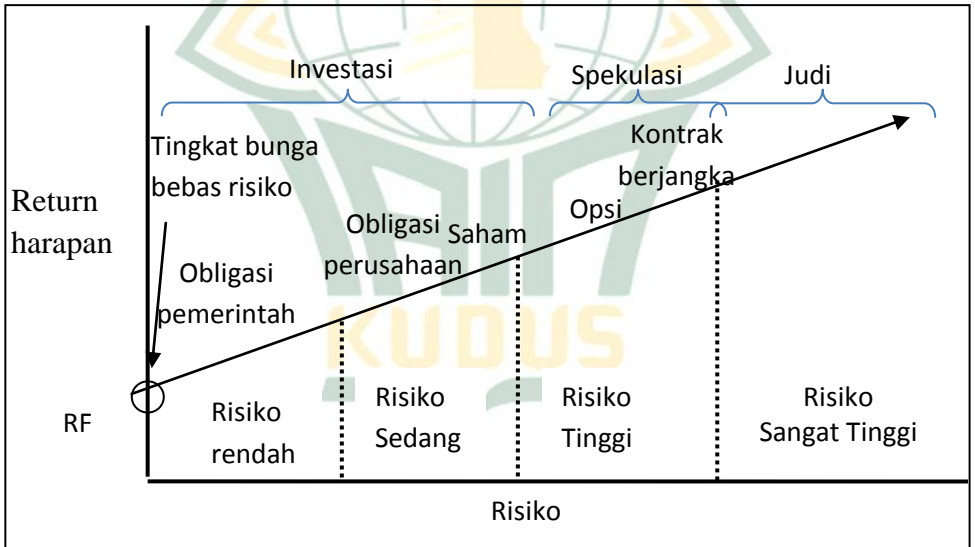 Investasi
Spekulasi
Judi
Tingkat bunga
bebas risiko
Kontrak
berjangka
Return
harapan
Opsi
Obligasi
perusahaan
Saham
Obligasi
pemerintah
KUDUS
RF
Risiko
rendah
Risiko
Sedang
Risiko
Tinggi
Risiko
Sangat Tinggi
Risiko